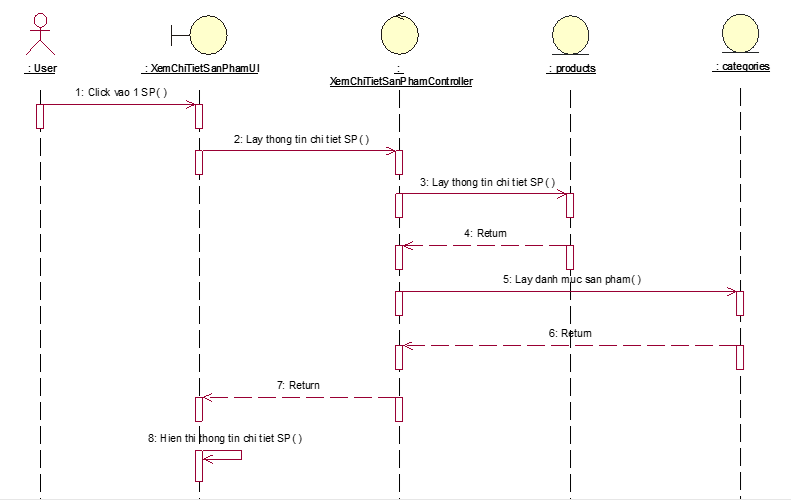 : User
: XemChiTietSanPhamUI
:
XemChiTietSanPhamController
: products
: categories
1: Click vao 1 SP( )
2: Lay thong tin chi tiet SP( )
3: Lay thong tin chi tiet SP( )
4: Return
5: Lay danh muc san pham( )
6: Return
7: Return
8: Hien thi thong tin chi tiet SP( )